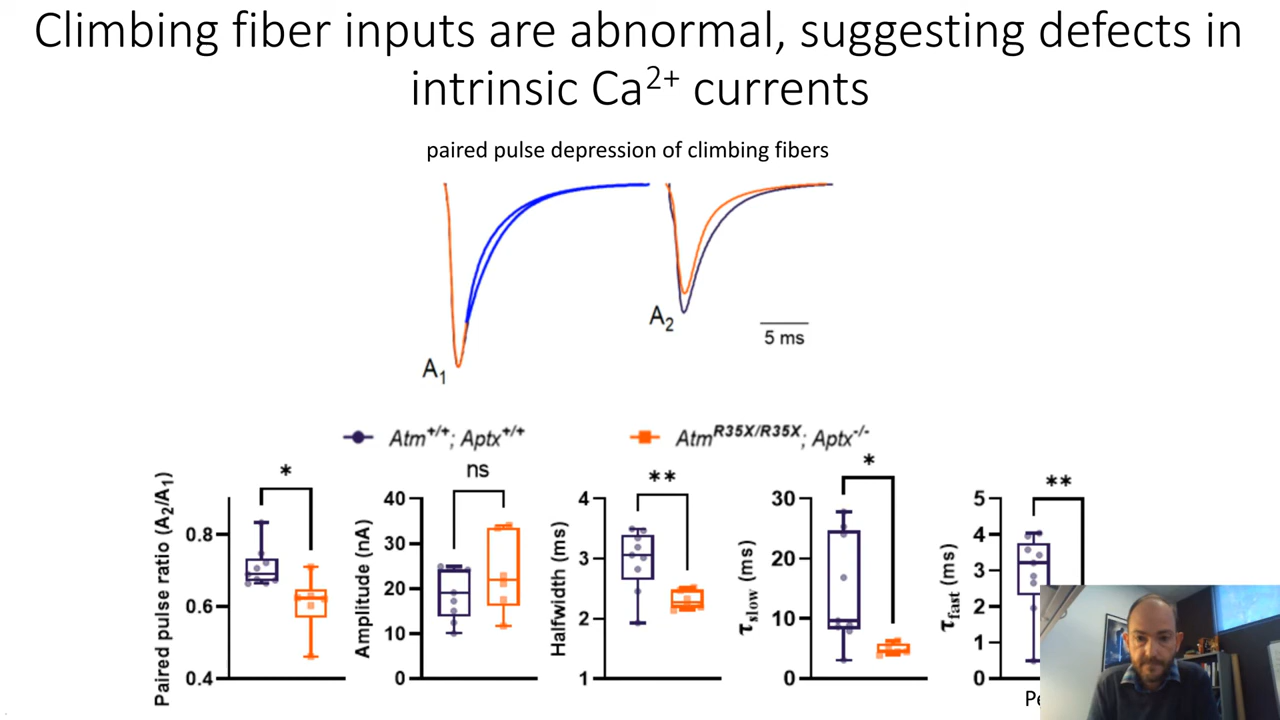 Climbing fiber inputs are abnormal, suggesting defects in
intrinsic Ca²⁺ currents
paired pulse depression of climbing fibers
A₁
A₂
5 ms
Atm⁺/⁺; Aptx⁺/⁺
Atmᴿ³⁵ˣ/ᴿ³⁵ˣ; Aptx⁻/⁻
Paired pulse ratio (A₂/A₁)
0.8
0.6
0.4
*
Amplitude (nA)
40
30
20
10
0
ns
Halfwidth (ms)
4
3
2
1
**
τslow (ms)
30
20
10
0
*
τfast (ms)
5
4
3
2
1
0
**